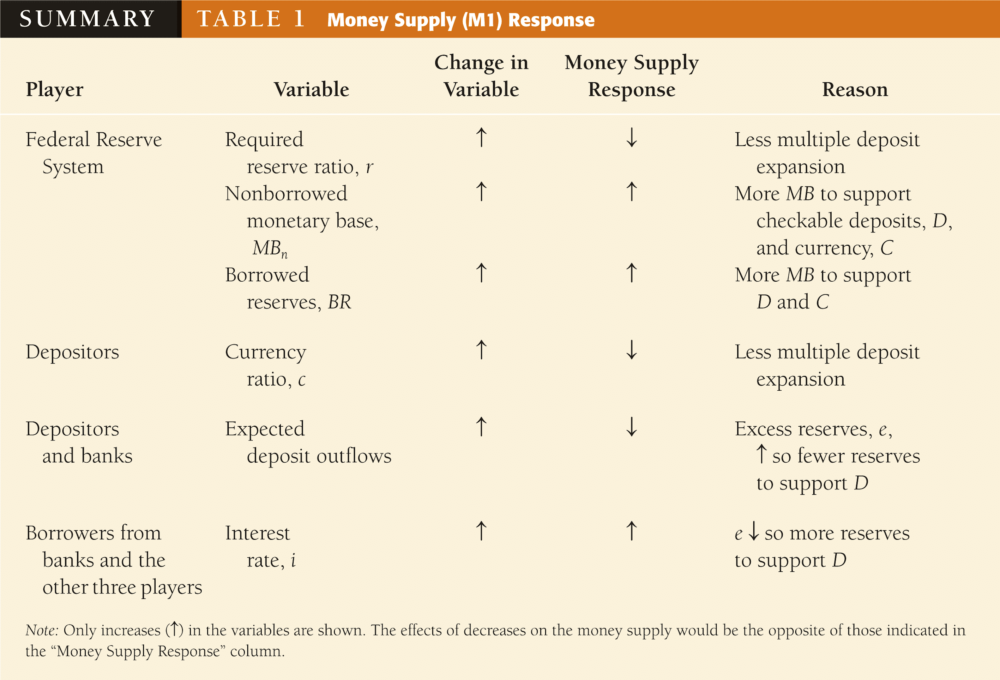 SUMMARY TABLE 1 Money Supply (M1) Response
Change in Money Supply
Player Variable Variable Response Reason
Federal Reserve Required ↑ ↓ Less multiple deposit
System reserve ratio, r expansion
Nonborrowed ↑ ↑ More MB to support
monetary base, checkable deposits, D,
MBn and currency, C
Borrowed ↑ ↑ More MB to support
reserves, BR D and C
Depositors Currency ↑ ↓ Less multiple deposit
ratio, c expansion
Depositors Expected ↑ ↓ Excess reserves, e,
and banks deposit outflows ↑ so fewer reserves
to support D
Borrowers from Interest ↑ ↑ e ↓ so more reserves
banks and the rate, i to support D
other three players
Note: Only increases (↑) in the variables are shown. The effects of decreases on the money supply would be the opposite of those indicated in
the “Money Supply Response” column.